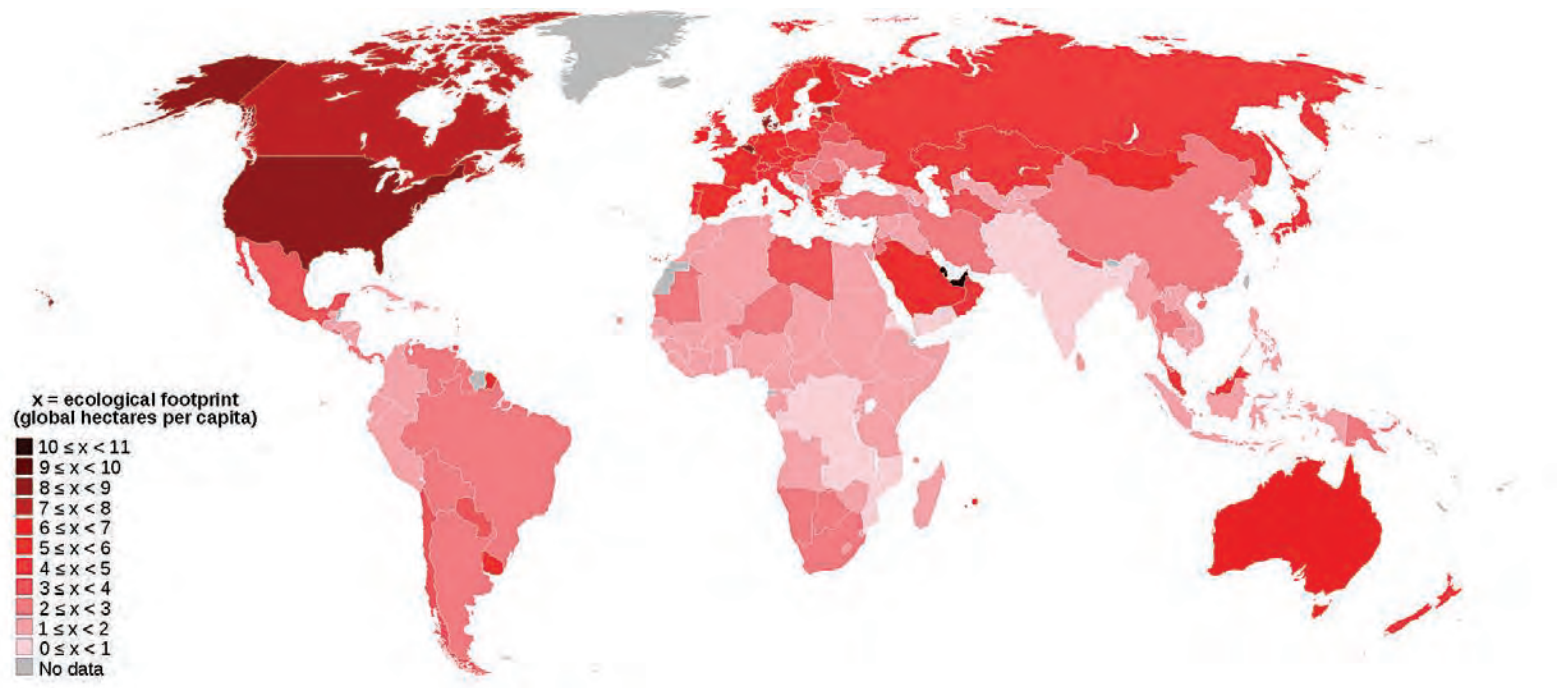 x = ecological footprint
(global hectares per capita)
10 ≤ x < 11
9 ≤ x < 10
8 ≤ x < 9
7 ≤ x < 8
6 ≤ x < 7
5 ≤ x < 6
4 ≤ x < 5
3 ≤ x < 4
2 ≤ x < 3
1 ≤ x < 2
0 ≤ x < 1
No data